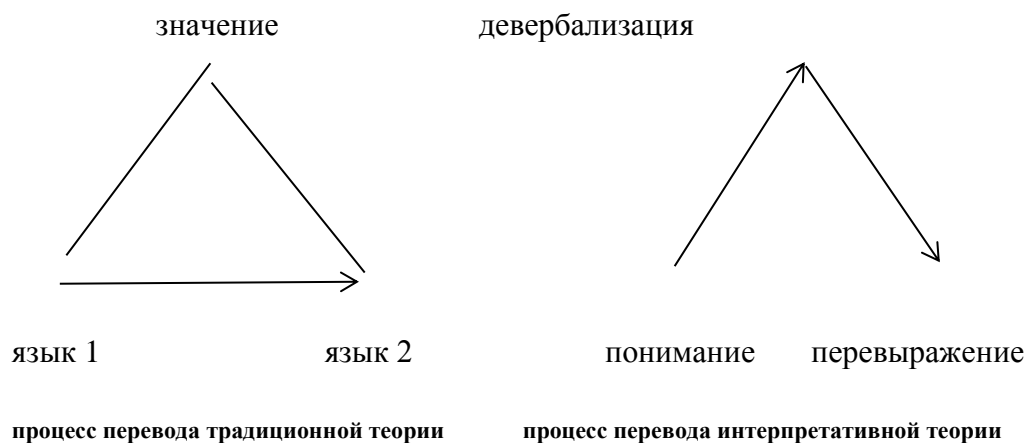 значение девербализация
язык 1 язык 2 понимание перевыражение
процесс перевода традиционной теории процесс перевода интерпретативной теории